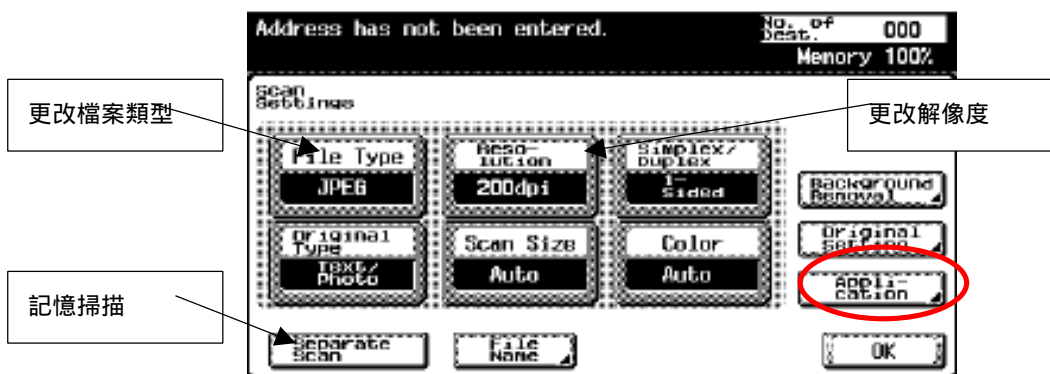 Address has not been entered.
No. of
Dest.
000
Memory 100%
Scan
Settings
更改檔案類型
更改解像度
File Type
JPEG
Reso-
lution
200dpi
Simplex/
Duplex
1-
Sided
Background
Removal
Original
Type
Text/
Photo
Scan Size
Auto
Color
Auto
Original
Setting
Appli-
cation
記憶掃描
Separate
Scan
File
Name
OK